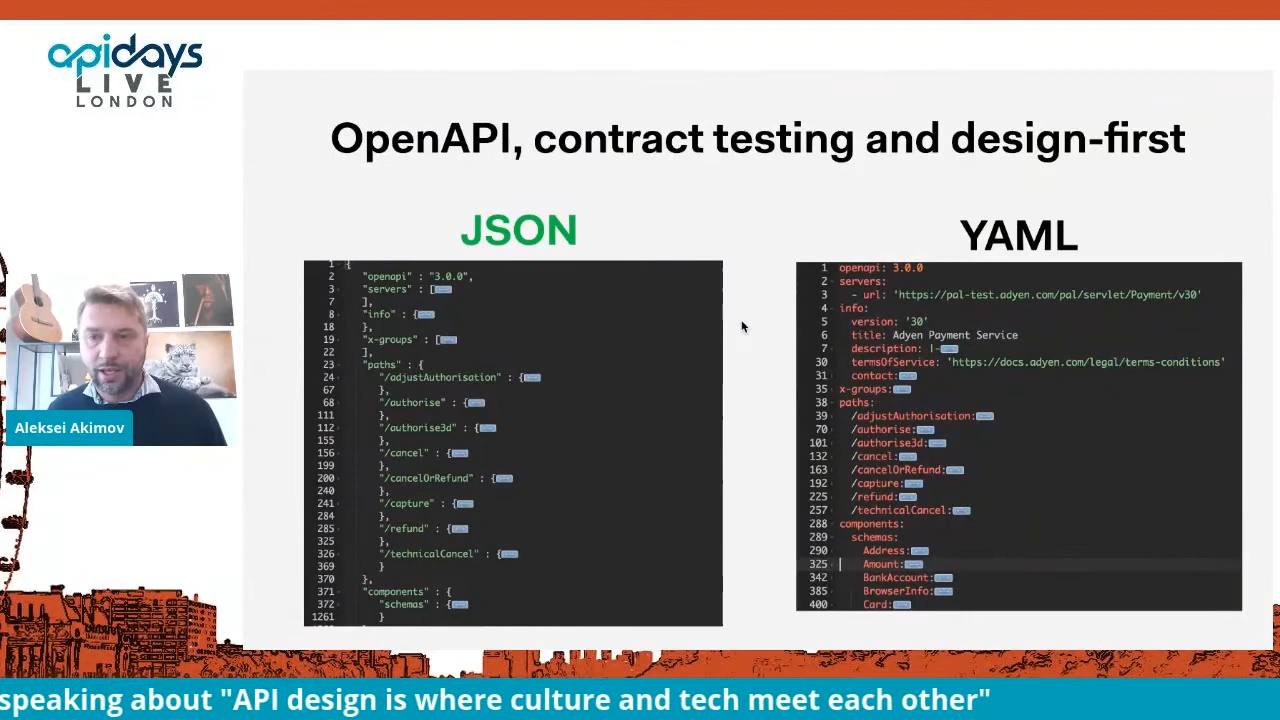 apidays
LIVE
LONDON
OpenAPI, contract testing and design-first
JSON
1 {
2 "openapi" : "3.0.0",
3 "servers" : [
7 ],
8 "info" : {
18 },
19 "x-groups" : [
22 ],
23 "paths" : {
24 "/adjustAuthorisation" : {
67 },
68 "/authorise" : {
111 },
112 "/authorise3d" : {
155 },
156 "/cancel" : {
199 },
200 "/cancelOrRefund" : {
240 },
241 "/capture" : {
284 },
285 "/refund" : {
325 },
326 "/technicalCancel" : {
369 }
370 },
371 "components" : {
372 "schemas" : {
1261 }
YAML
1 openapi: 3.0.0
2 servers:
3 - url: 'https://pal-test.adyen.com/pal/servlet/Payment/v30'
4 info:
5 version: '30'
6 title: Adyen Payment Service
7 description: |-
30 termsOfService: 'https://docs.adyen.com/legal/terms-conditions'
31 contact:
35 x-groups:
38 paths:
39 /adjustAuthorisation:
70 /authorise:
101 /authorise3d:
132 /cancel:
163 /cancelOrRefund:
192 /capture:
225 /refund:
257 /technicalCancel:
288 components:
289 schemas:
290 Address:
325 Amount:
342 BankAccount:
385 BrowserInfo:
400 Card:
Aleksei Akimov
speaking about "API design is where culture and tech meet each other"